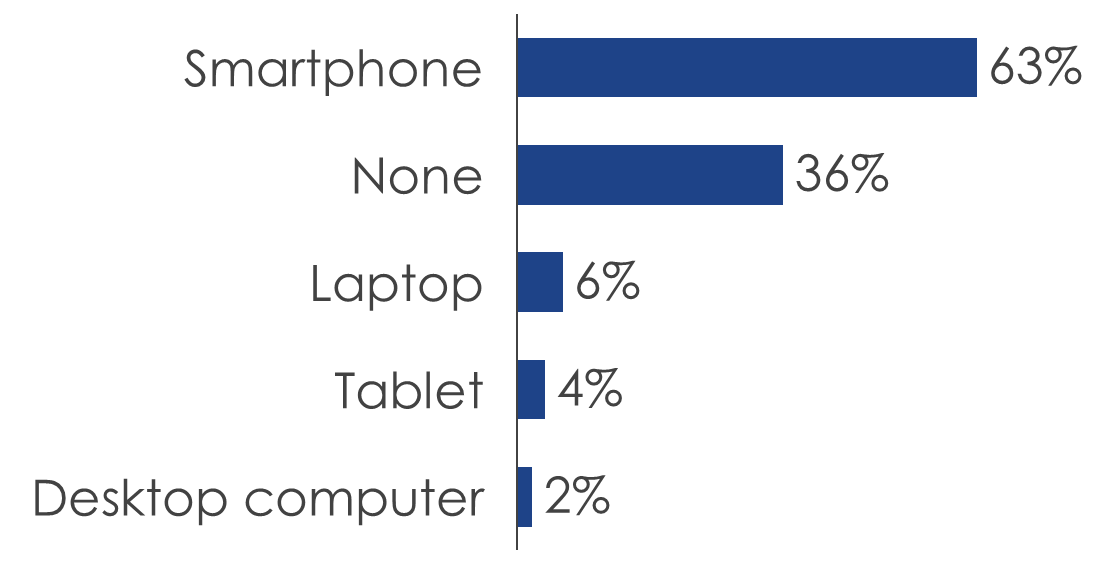 Smartphone 63%
None 36%
Laptop 6%
Tablet 4%
Desktop computer 2%